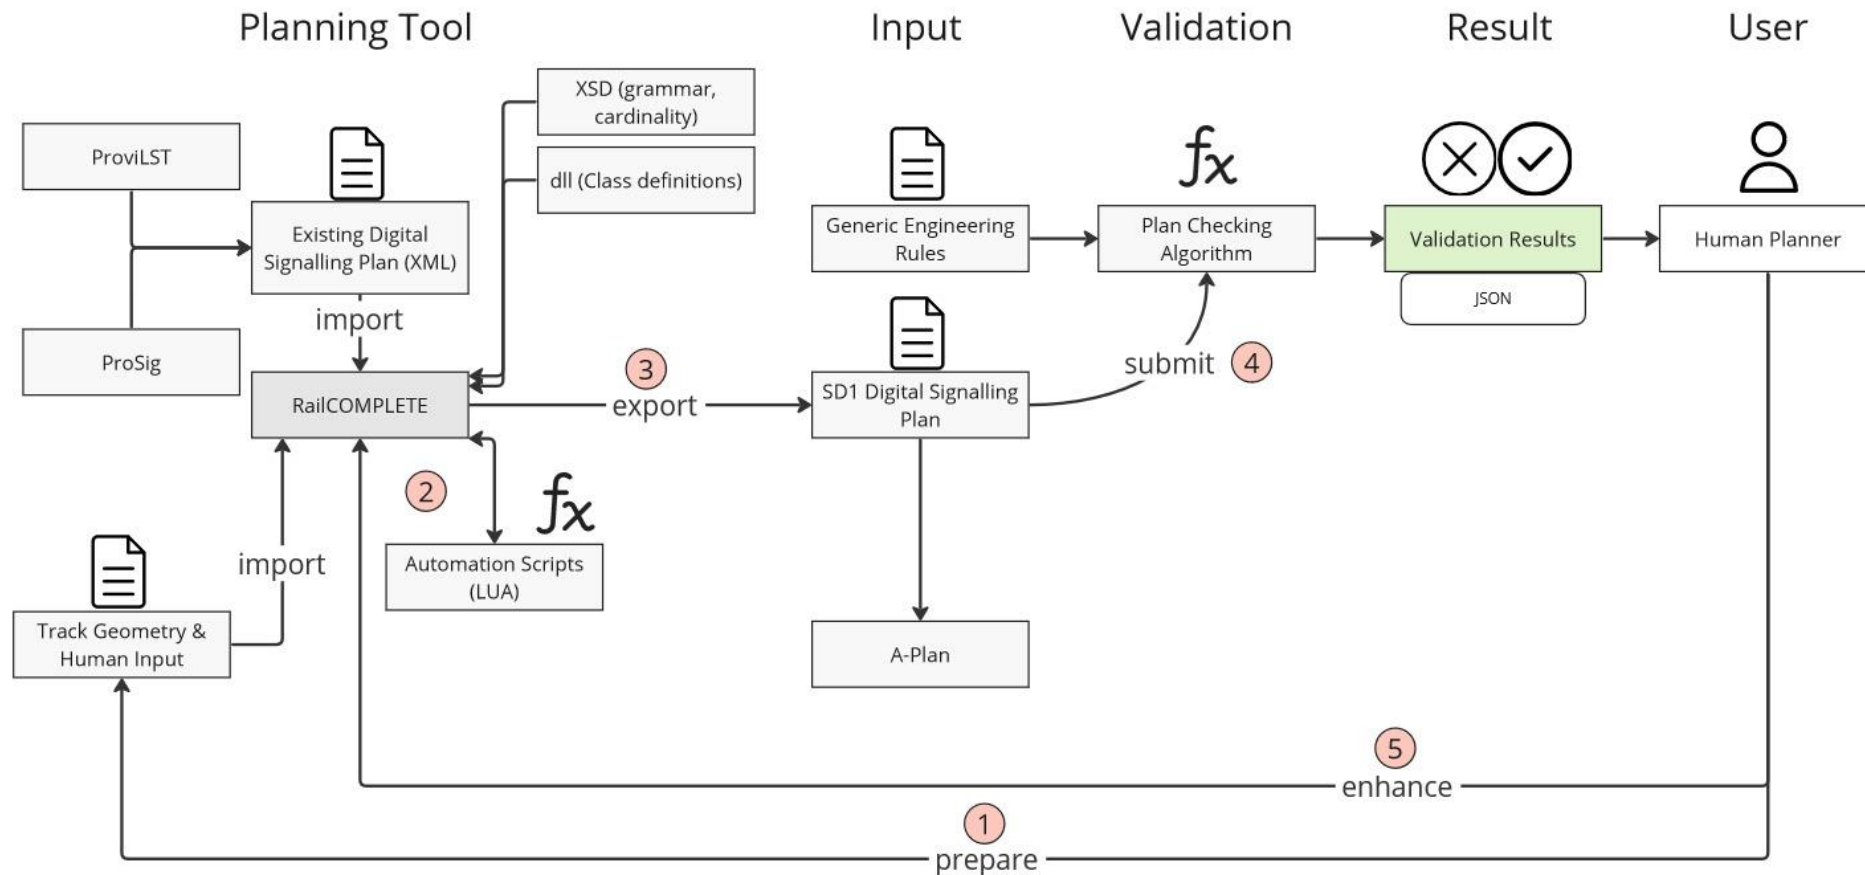 Planning Tool
Input
Validation
Result
User
XSD (grammar,
cardinality)
dll (Class definitions)
ProviLST
Existing Digital
Signalling Plan (XML)
import
ProSig
RailCOMPLETE
3
export
2
fx
Automation Scripts
(LUA)
import
Track Geometry &
Human Input
Generic Engineering
Rules
fx
Plan Checking
Algorithm
Validation Results
JSON
Human Planner
SD1 Digital Signalling
Plan
submit
4
A-Plan
5
enhance
1
prepare